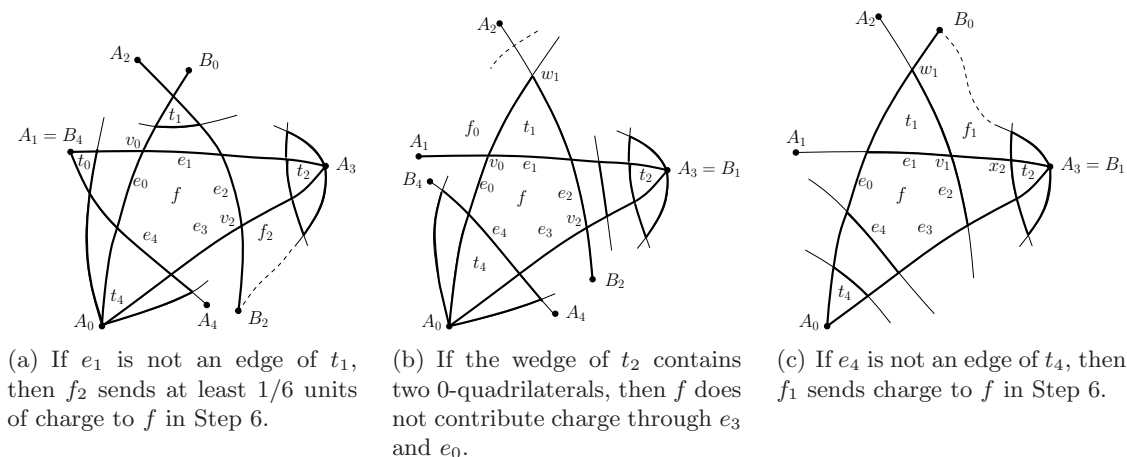 A₂
B₀
A₁ = B₄
t₁
v₀
t₀
e₁
e₀
f
e₂
t₂
A₃
v₂
e₃
f₂
e₄
t₄
A₀
A₄
B₂
(a) If e₁ is not an edge of t₁,
then f₂ sends at least 1/6 units
of charge to f in Step 6.
A₂
w₁
f₀
t₁
A₁
v₀
e₁
B₄
e₀
f
e₂
t₂
A₃ = B₁
v₂
e₄
e₃
t₄
B₂
A₀
A₄
(b) If the wedge of t₂ contains
two 0-quadrilaterals, then f does
not contribute charge through e₃
and e₀.
A₂
B₀
w₁
t₁
f₁
A₁
e₁
v₁
x₂
t₂
A₃ = B₁
e₀
f
e₂
e₄
e₃
t₄
A₀
(c) If e₄ is not an edge of t₄, then
f₁ sends charge to f in Step 6.